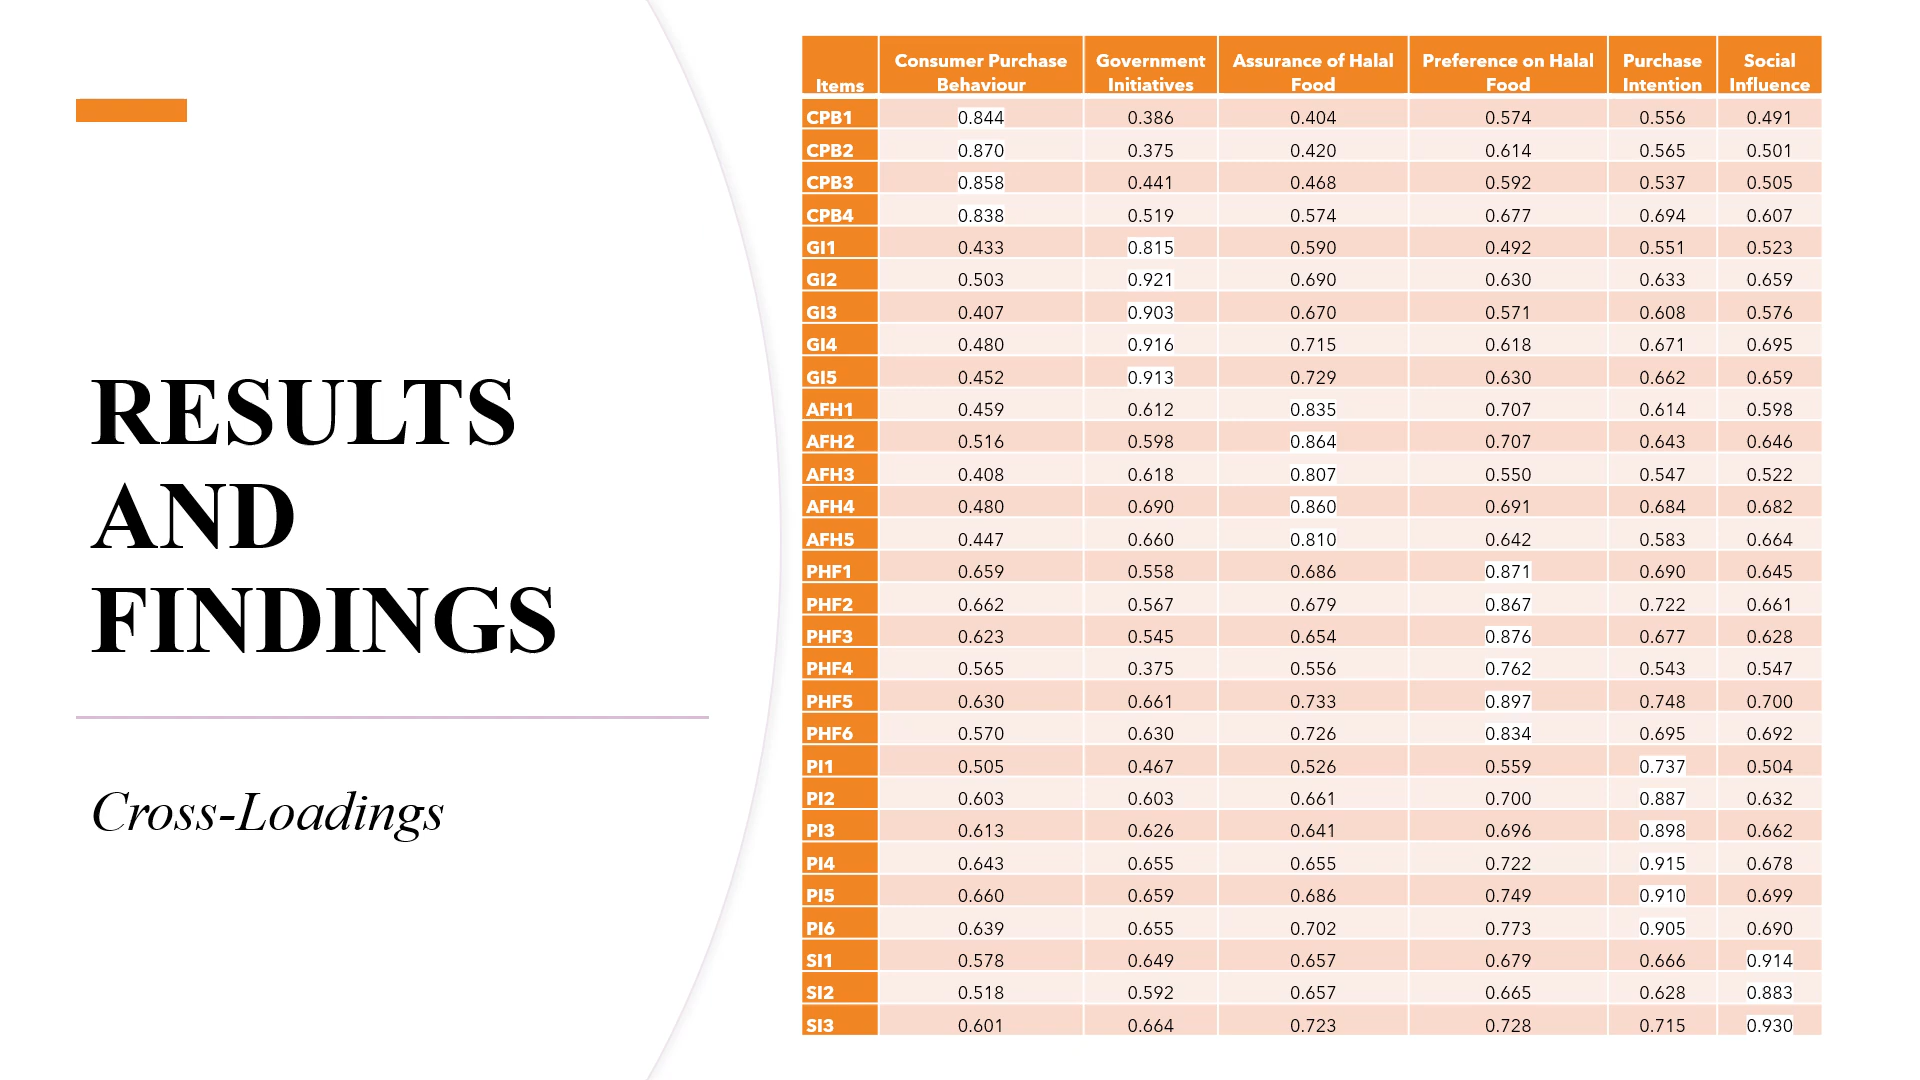 RESULTS
AND
FINDINGS
Cross-Loadings
Items Consumer Purchase Behaviour Government Initiatives Assurance of Halal Food Preference on Halal Food Purchase Intention Social Influence
CPB1 0.844 0.386 0.404 0.574 0.556 0.491
CPB2 0.870 0.375 0.420 0.614 0.565 0.501
CPB3 0.858 0.441 0.468 0.592 0.537 0.505
CPB4 0.838 0.519 0.574 0.677 0.694 0.607
GI1 0.433 0.815 0.590 0.492 0.551 0.523
GI2 0.503 0.921 0.690 0.630 0.633 0.659
GI3 0.407 0.903 0.670 0.571 0.608 0.576
GI4 0.480 0.916 0.715 0.618 0.671 0.695
GI5 0.452 0.913 0.729 0.630 0.662 0.659
AFH1 0.459 0.612 0.835 0.707 0.614 0.598
AFH2 0.516 0.598 0.864 0.707 0.643 0.646
AFH3 0.408 0.618 0.807 0.550 0.547 0.522
AFH4 0.480 0.690 0.860 0.691 0.684 0.682
AFH5 0.447 0.660 0.810 0.642 0.583 0.664
PHF1 0.659 0.558 0.686 0.871 0.690 0.645
PHF2 0.662 0.567 0.679 0.867 0.722 0.661
PHF3 0.623 0.545 0.654 0.876 0.677 0.628
PHF4 0.565 0.375 0.556 0.762 0.543 0.547
PHF5 0.630 0.661 0.733 0.897 0.748 0.700
PHF6 0.570 0.630 0.726 0.834 0.695 0.692
PI1 0.505 0.467 0.526 0.559 0.737 0.504
PI2 0.603 0.603 0.661 0.700 0.887 0.632
PI3 0.613 0.626 0.641 0.696 0.898 0.662
PI4 0.643 0.655 0.655 0.722 0.915 0.678
PI5 0.660 0.659 0.686 0.749 0.910 0.699
PI6 0.639 0.655 0.702 0.773 0.905 0.690
SI1 0.578 0.649 0.657 0.679 0.666 0.914
SI2 0.518 0.592 0.657 0.665 0.628 0.883
SI3 0.601 0.664 0.723 0.728 0.715 0.930